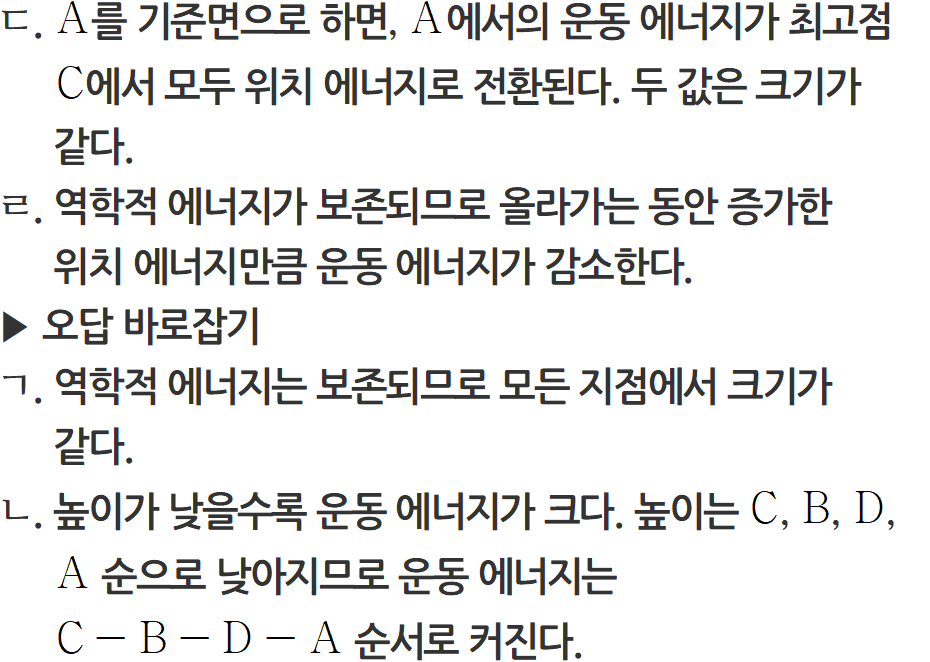 ㄷ. A를 기준면으로 하면, A에서의 운동 에너지가 최고점
C에서 모두 위치 에너지로 전환된다. 두 값은 크기가
같다.
ㄹ. 역학적 에너지가 보존되므로 올라가는 동안 증가한
위치 에너지만큼 운동 에너지가 감소한다.
▶ 오답 바로잡기
ㄱ. 역학적 에너지는 보존되므로 모든 지점에서 크기가
같다.
ㄴ. 높이가 낮을수록 운동 에너지가 크다. 높이는 C, B, D,
A 순으로 낮아지므로 운동 에너지는
C − B − D − A 순서로 커진다.